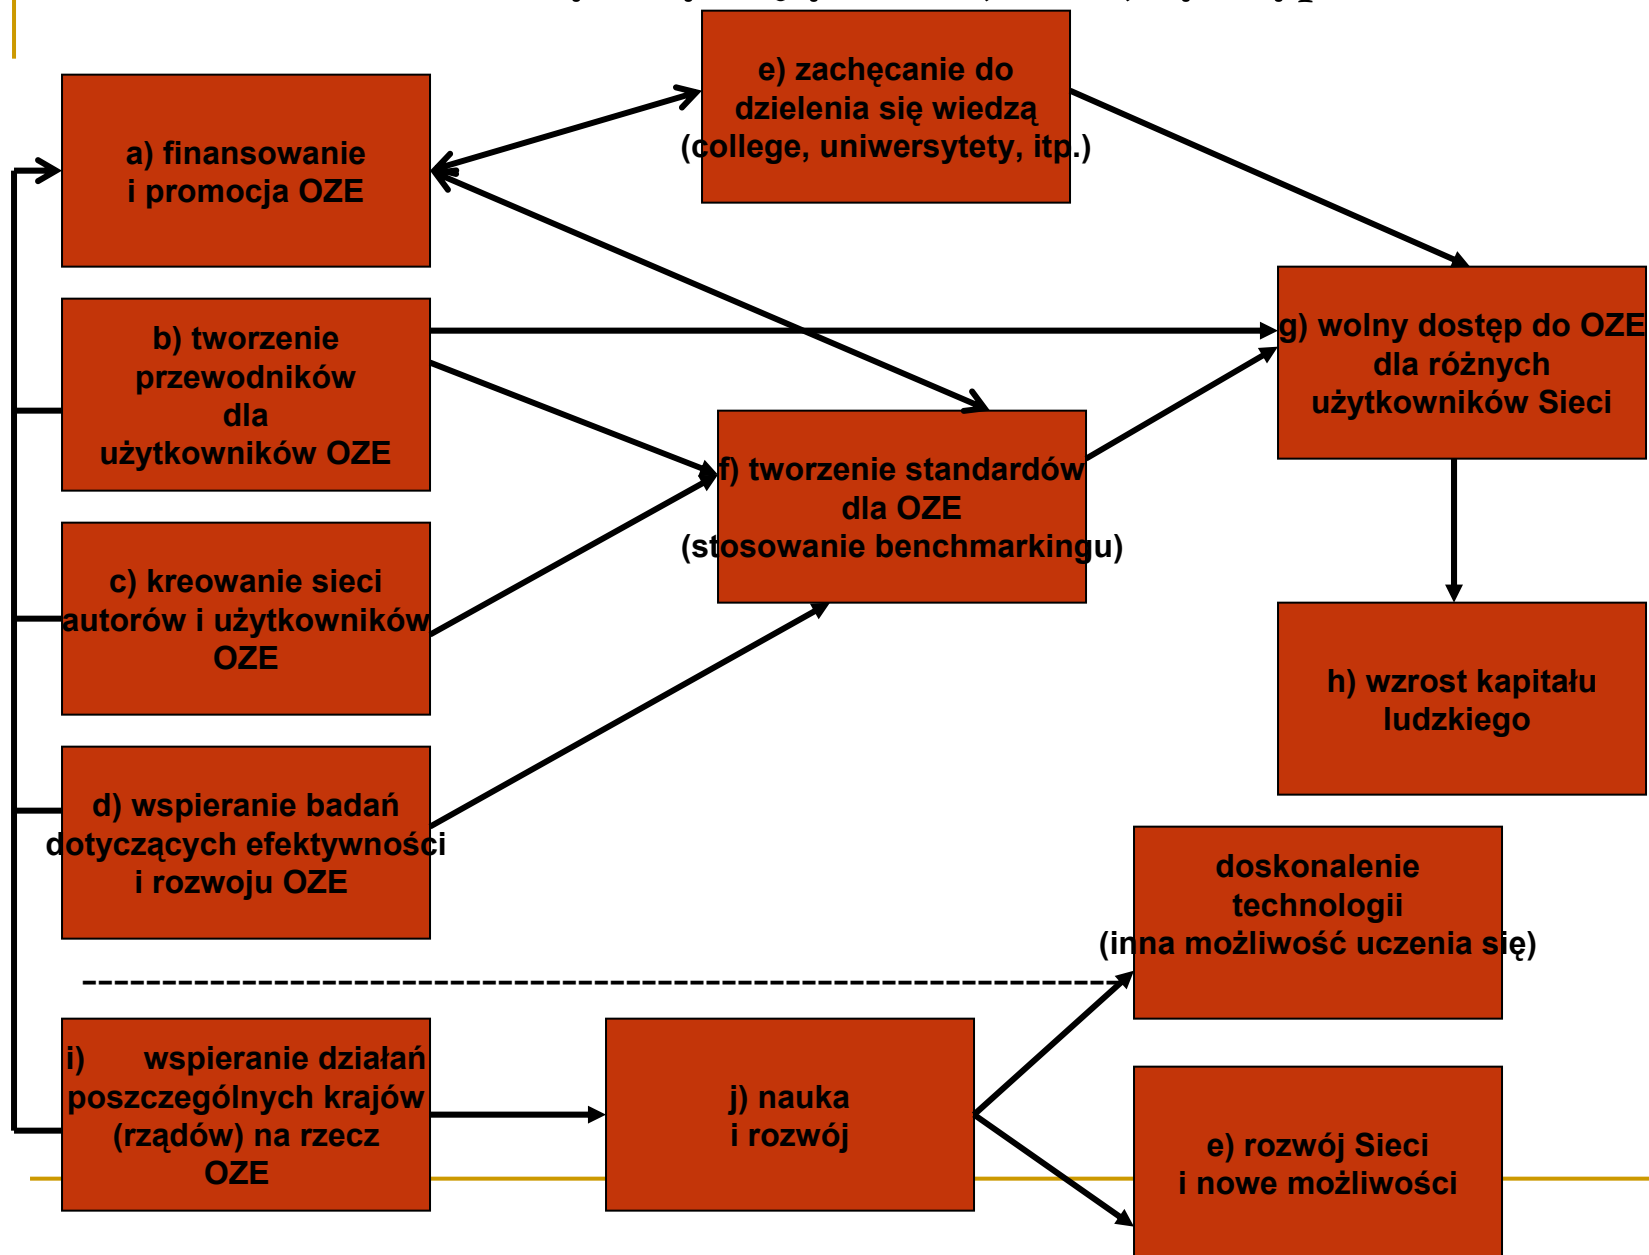 a) finansowanie
i promocja OZE
e) zachęcanie do
dzielenia się wiedzą
(college, uniwersytety, itp.)
b) tworzenie
przewodników
dla
użytkowników OZE
g) wolny dostęp do OZE
dla różnych
użytkowników Sieci
f) tworzenie standardów
dla OZE
(stosowanie benchmarkingu)
c) kreowanie sieci
autorów i użytkowników
OZE
h) wzrost kapitału
ludzkiego
d) wspieranie badań
dotyczących efektywności
i rozwoju OZE
doskonalenie
technologii
(inna możliwość uczenia się)
i) wspieranie działań
poszczególnych krajów
(rządów) na rzecz
OZE
j) nauka
i rozwój
e) rozwój Sieci
i nowe możliwości